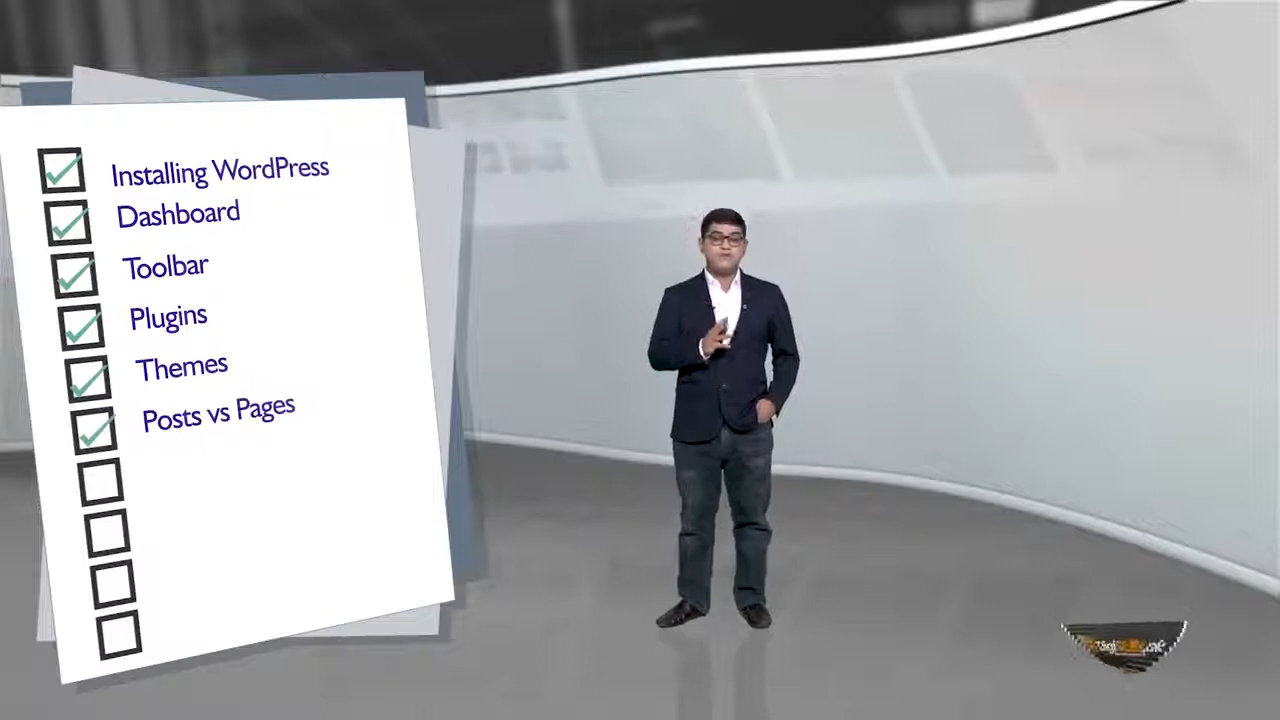 Installing WordPress
Dashboard
Toolbar
Plugins
Themes
Posts vs Pages